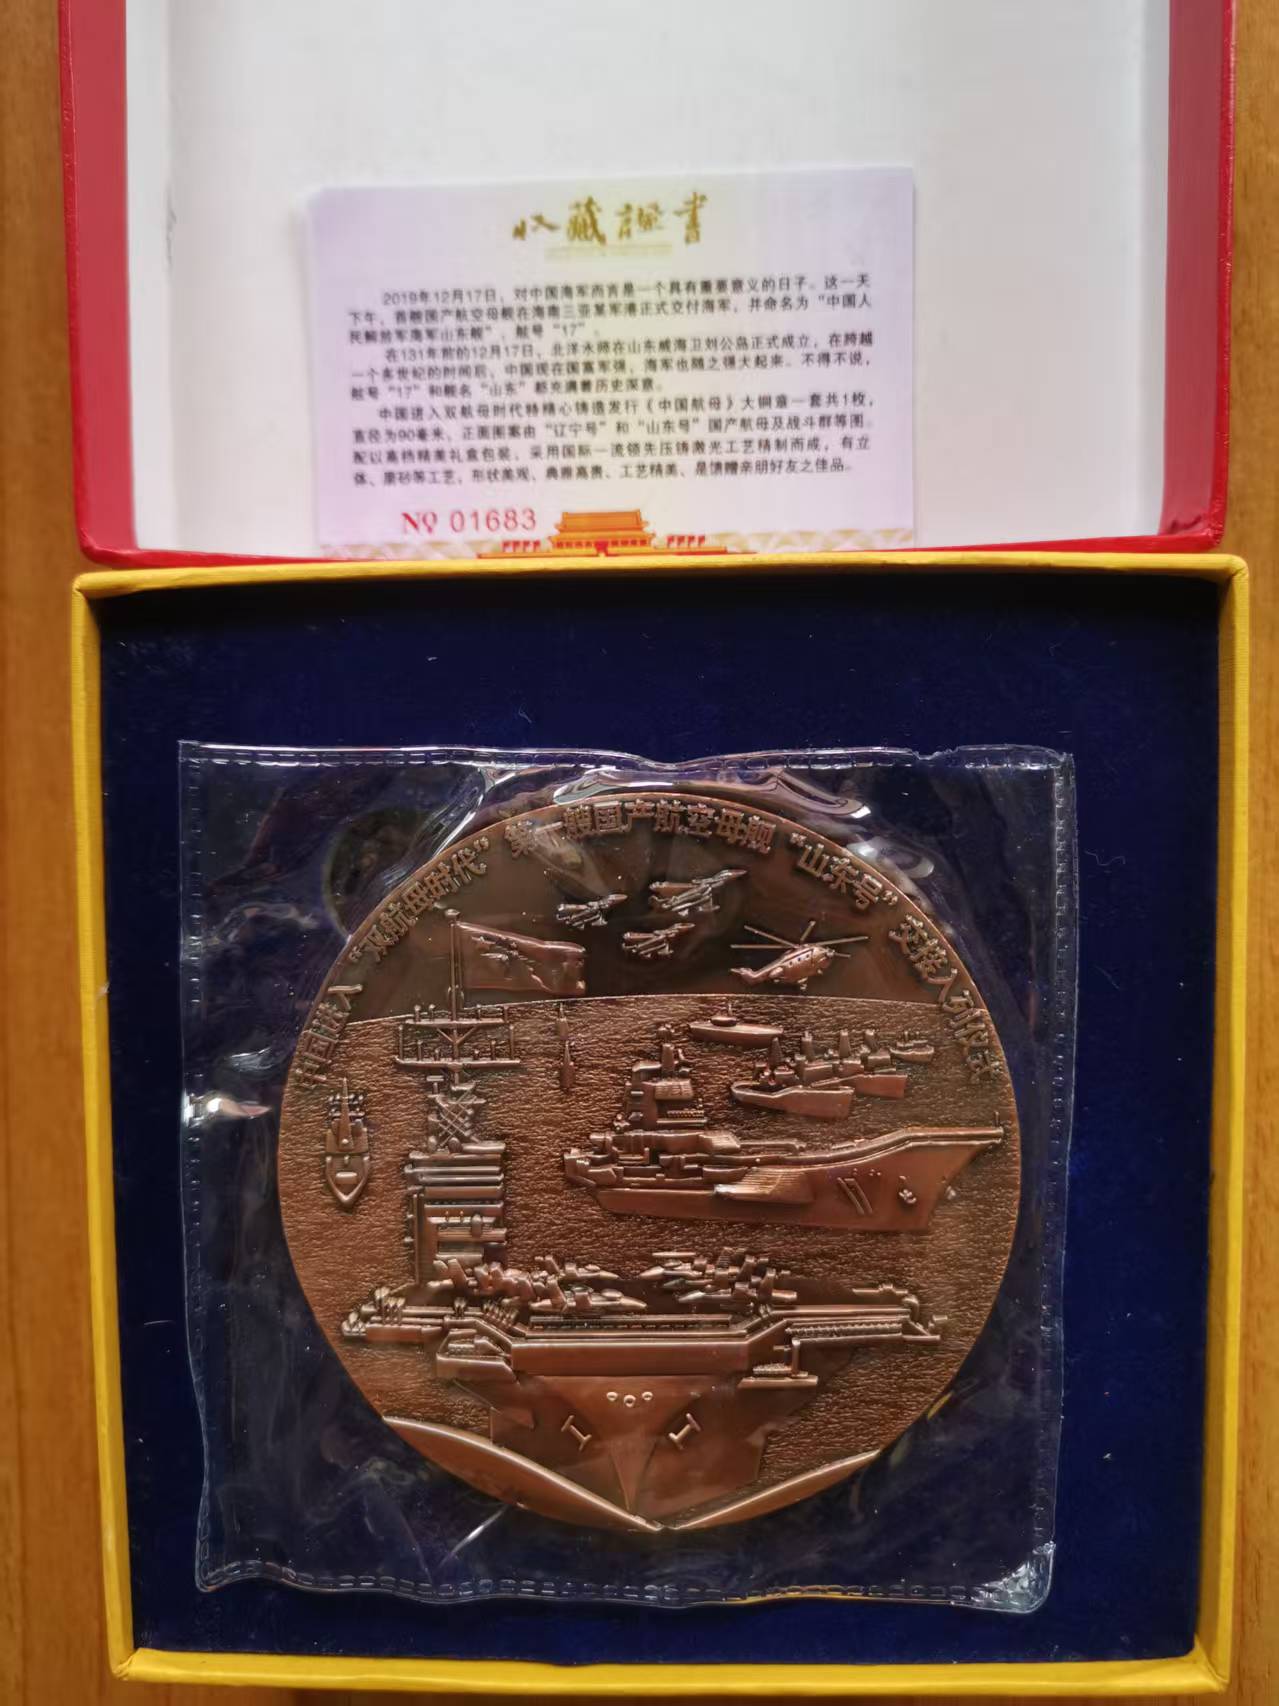 收藏證書
2019年12月17日，对中国海军而言是一个具有重要意义的日子。这一天
下午，首艘国产航空母舰在海南三亚某军港正式交付海军，并命名为“中国人
民解放军海军山东舰”，舷号“17”。
在131年前的12月17日，北洋水师在山东威海卫刘公岛正式成立，在跨越
一个多世纪的时间后，中国现在国富军强，海军也随之强大起来。不得不说，
舷号“17”和舰名“山东”都充满着历史深意。
中国进入双航母时代特精心铸造发行《中国航母》大铜章一套共1枚，
直径为90毫米，正面图案由“辽宁号”和“山东号”国产航母及战斗群等图。
配以高档精美礼盒包装，采用国际一流领先压铸激光工艺精制而成，有立
体、磨砂等工艺，形状美观、典雅高贵、工艺精美、是馈赠亲朋好友之佳品。
No 01683
中国进入“双航母时代”第一艘国产航空母舰“山东号”交接入列仪式
17